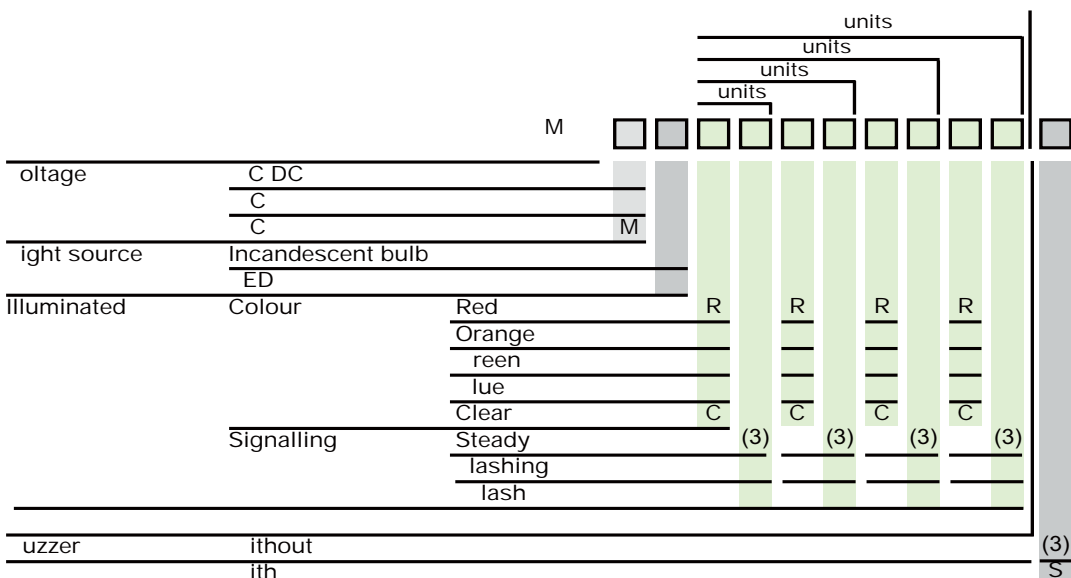 units
units
units
units
M
oltage C DC
C
C M
ight source Incandescent bulb
ED
Illuminated Colour Red R R R R
Orange
reen
lue
Clear C C C C
Signalling Steady (3) (3) (3) (3)
lashing
lash
uzzer ithout (3)
ith S